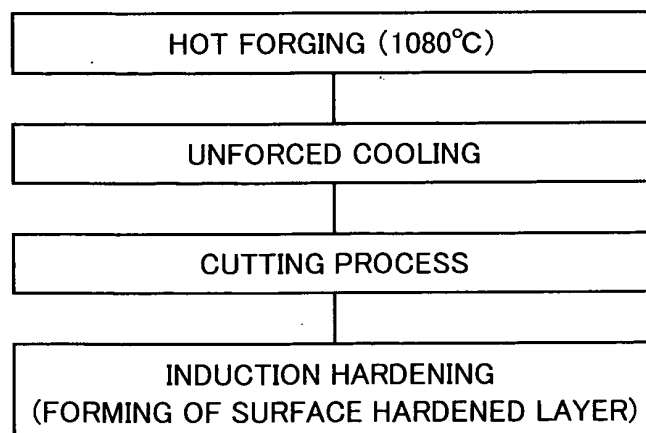 HOT FORGING (1080°C)
UNFORCED COOLING
CUTTING PROCESS
INDUCTION HARDENING
(FORMING OF SURFACE HARDENED LAYER)